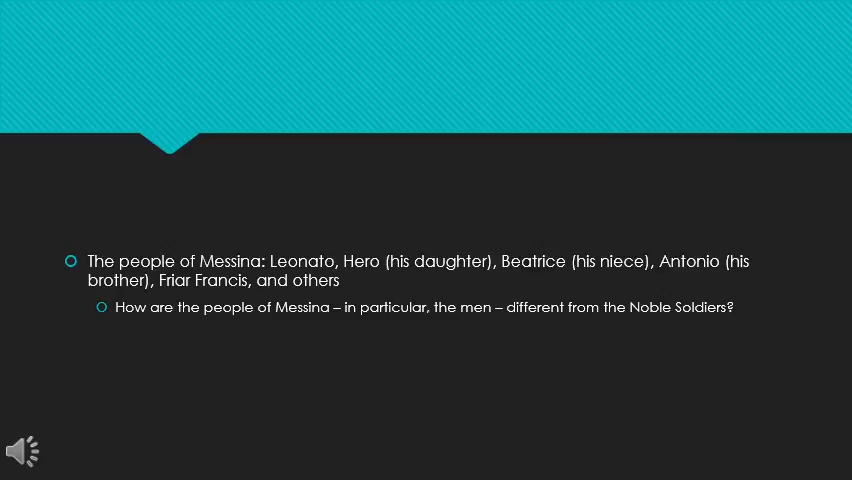 The people of Messina: Leonato, Hero (his daughter), Beatrice (his niece), Antonio (his
brother), Friar Francis, and others
How are the people of Messina – in particular, the men – different from the Noble Soldiers?